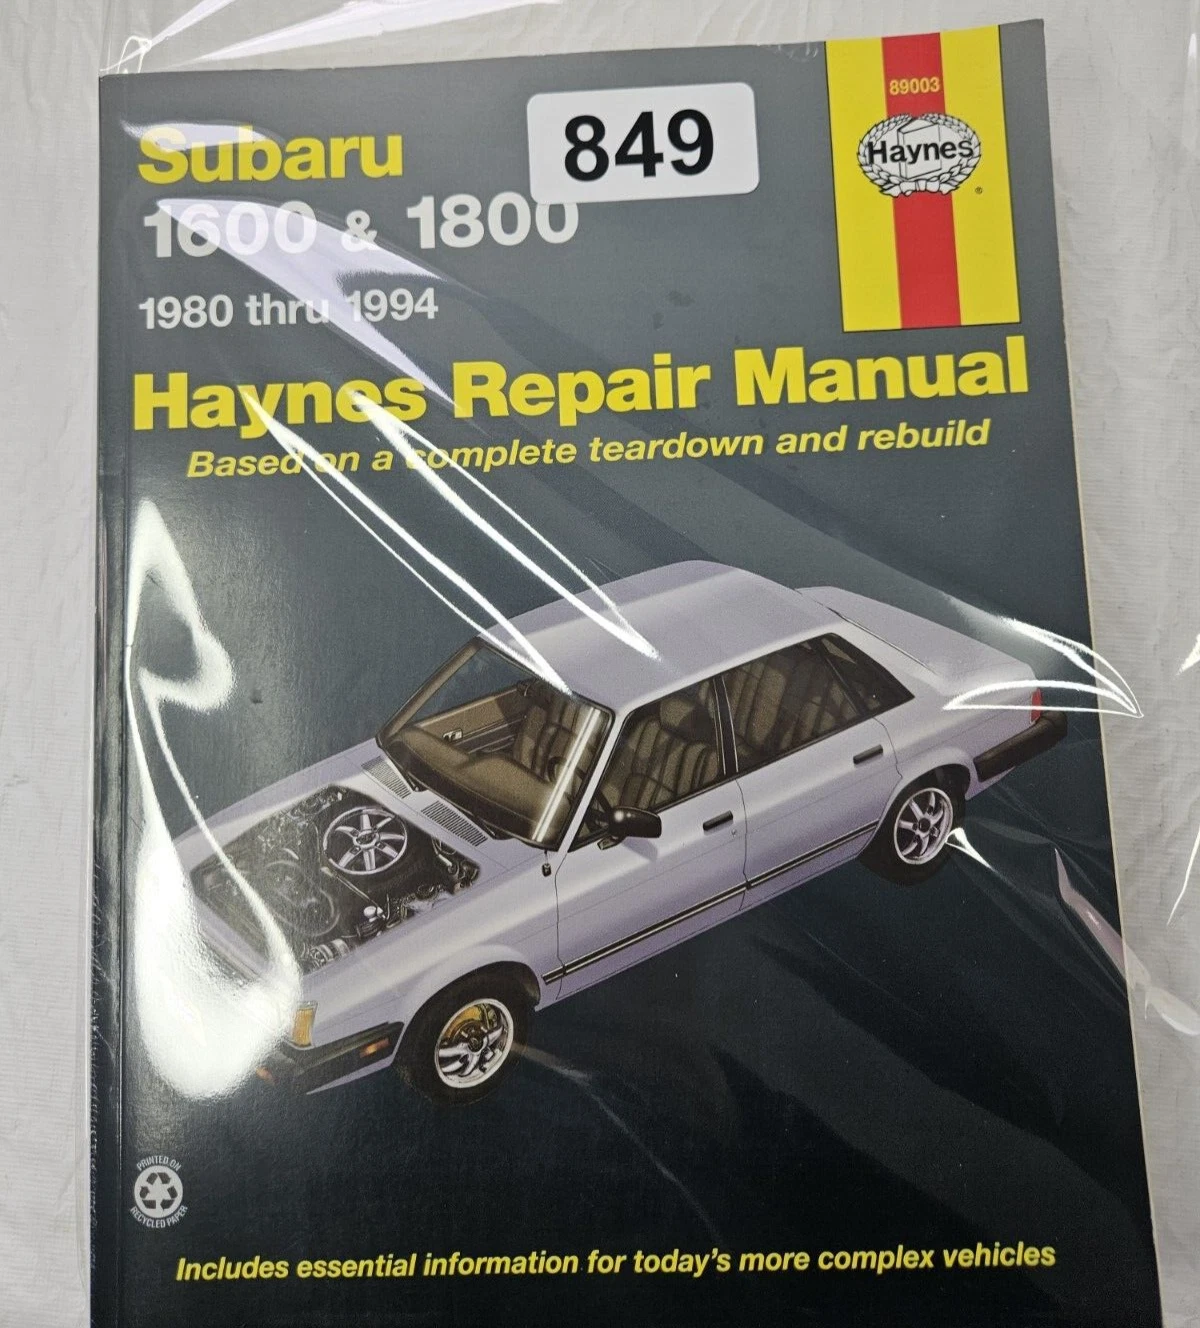 89003
Haynes
®
849
Subaru
1600 & 1800
1980 thru 1994
Haynes Repair Manual
Based on a complete teardown and rebuild
PRINTED ON
RECYCLED PAPER
Includes essential information for today's more complex vehicles